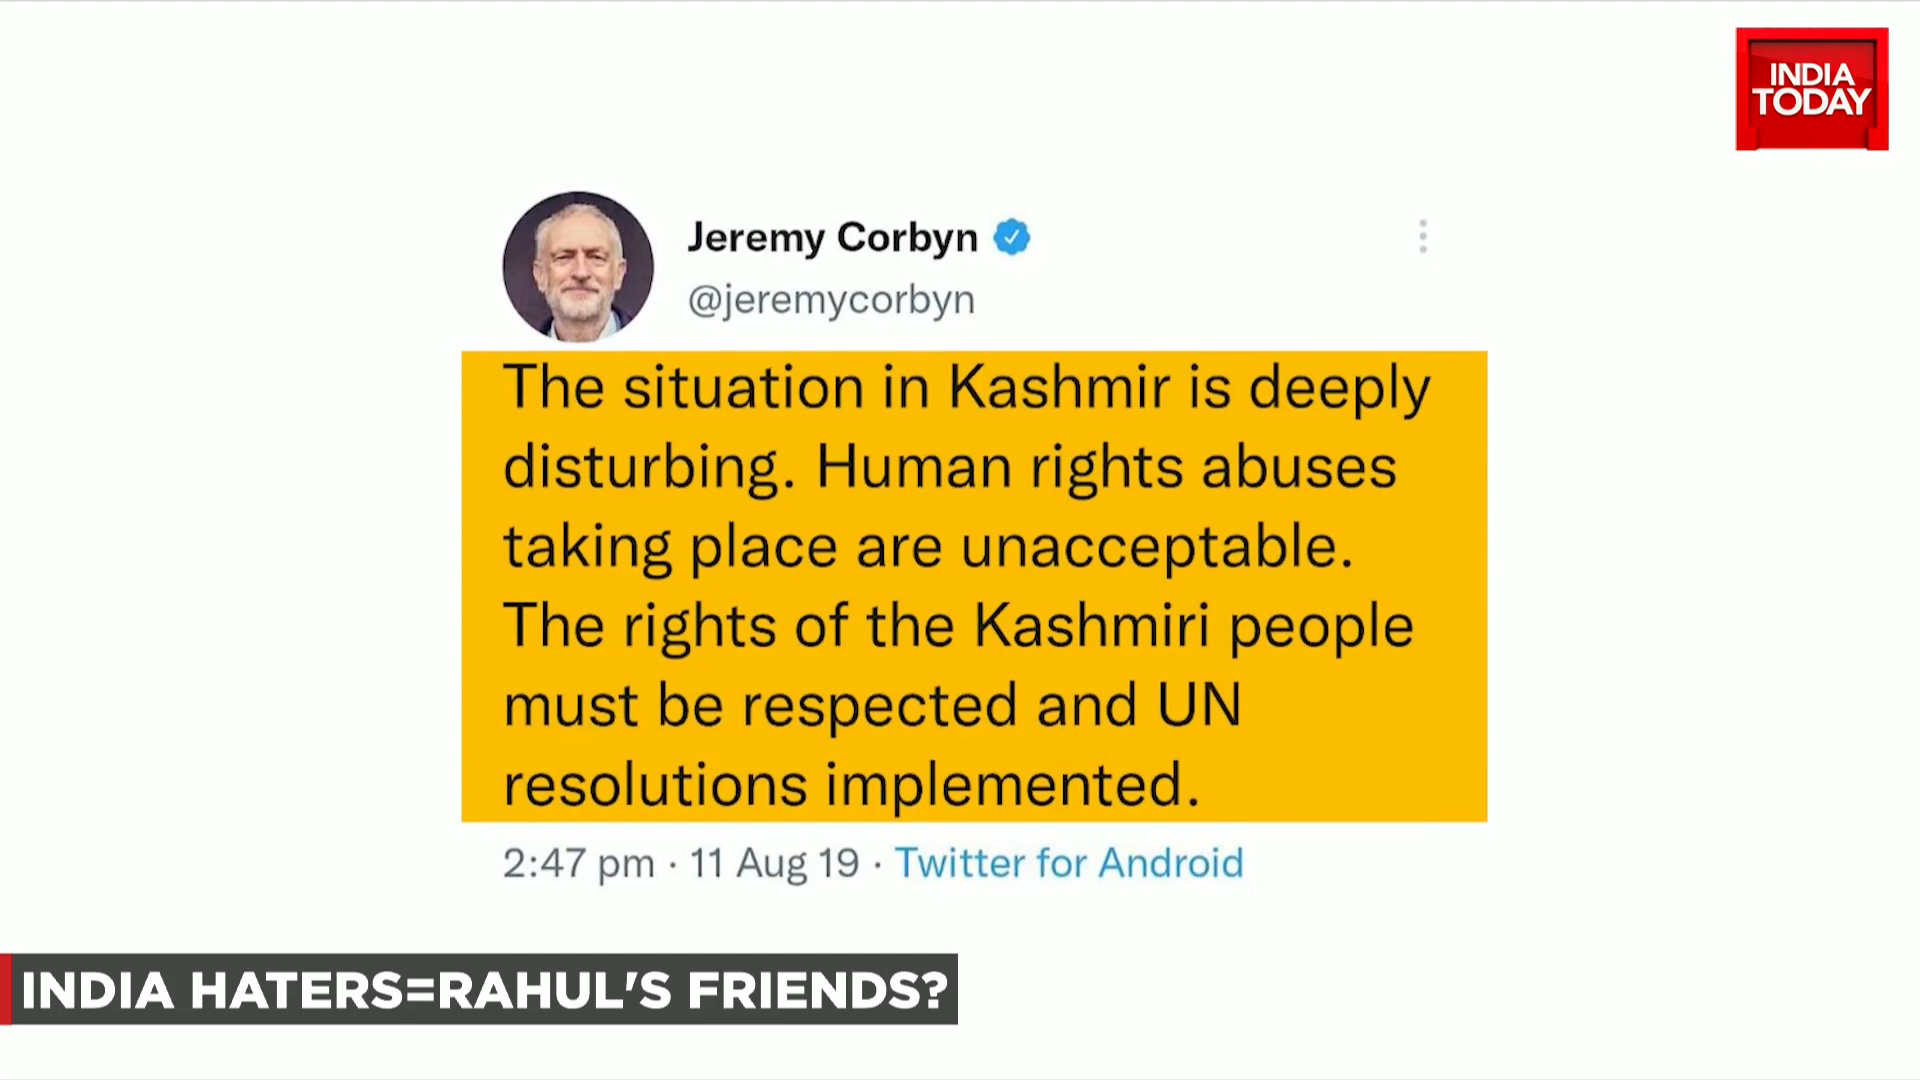 INDIA
TODAY
Jeremy Corbyn
@jeremycorbyn
The situation in Kashmir is deeply
disturbing. Human rights abuses
taking place are unacceptable.
The rights of the Kashmiri people
must be respected and UN
resolutions implemented.
2:47 pm · 11 Aug 19 · Twitter for Android
INDIA HATERS=RAHUL'S FRIENDS?